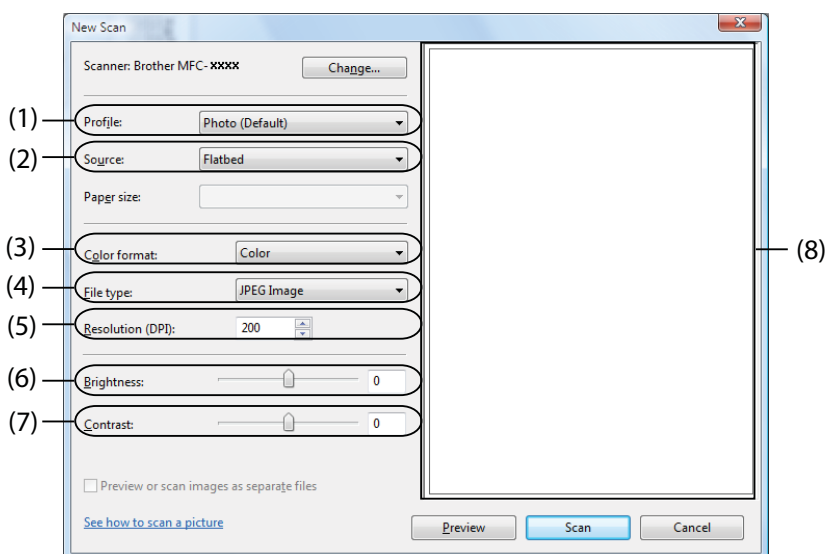 New Scan
Scanner: Brother MFC-xxxx Change...
(1) Profile: Photo (Default)
(2) Source: Flatbed
Paper size:
(3) Color format: Color
(8)
(4) File type: JPEG Image
(5) Resolution (DPI): 200
(6) Brightness: 0
(7) Contrast: 0
Preview or scan images as separate files
See how to scan a picture Preview Scan Cancel